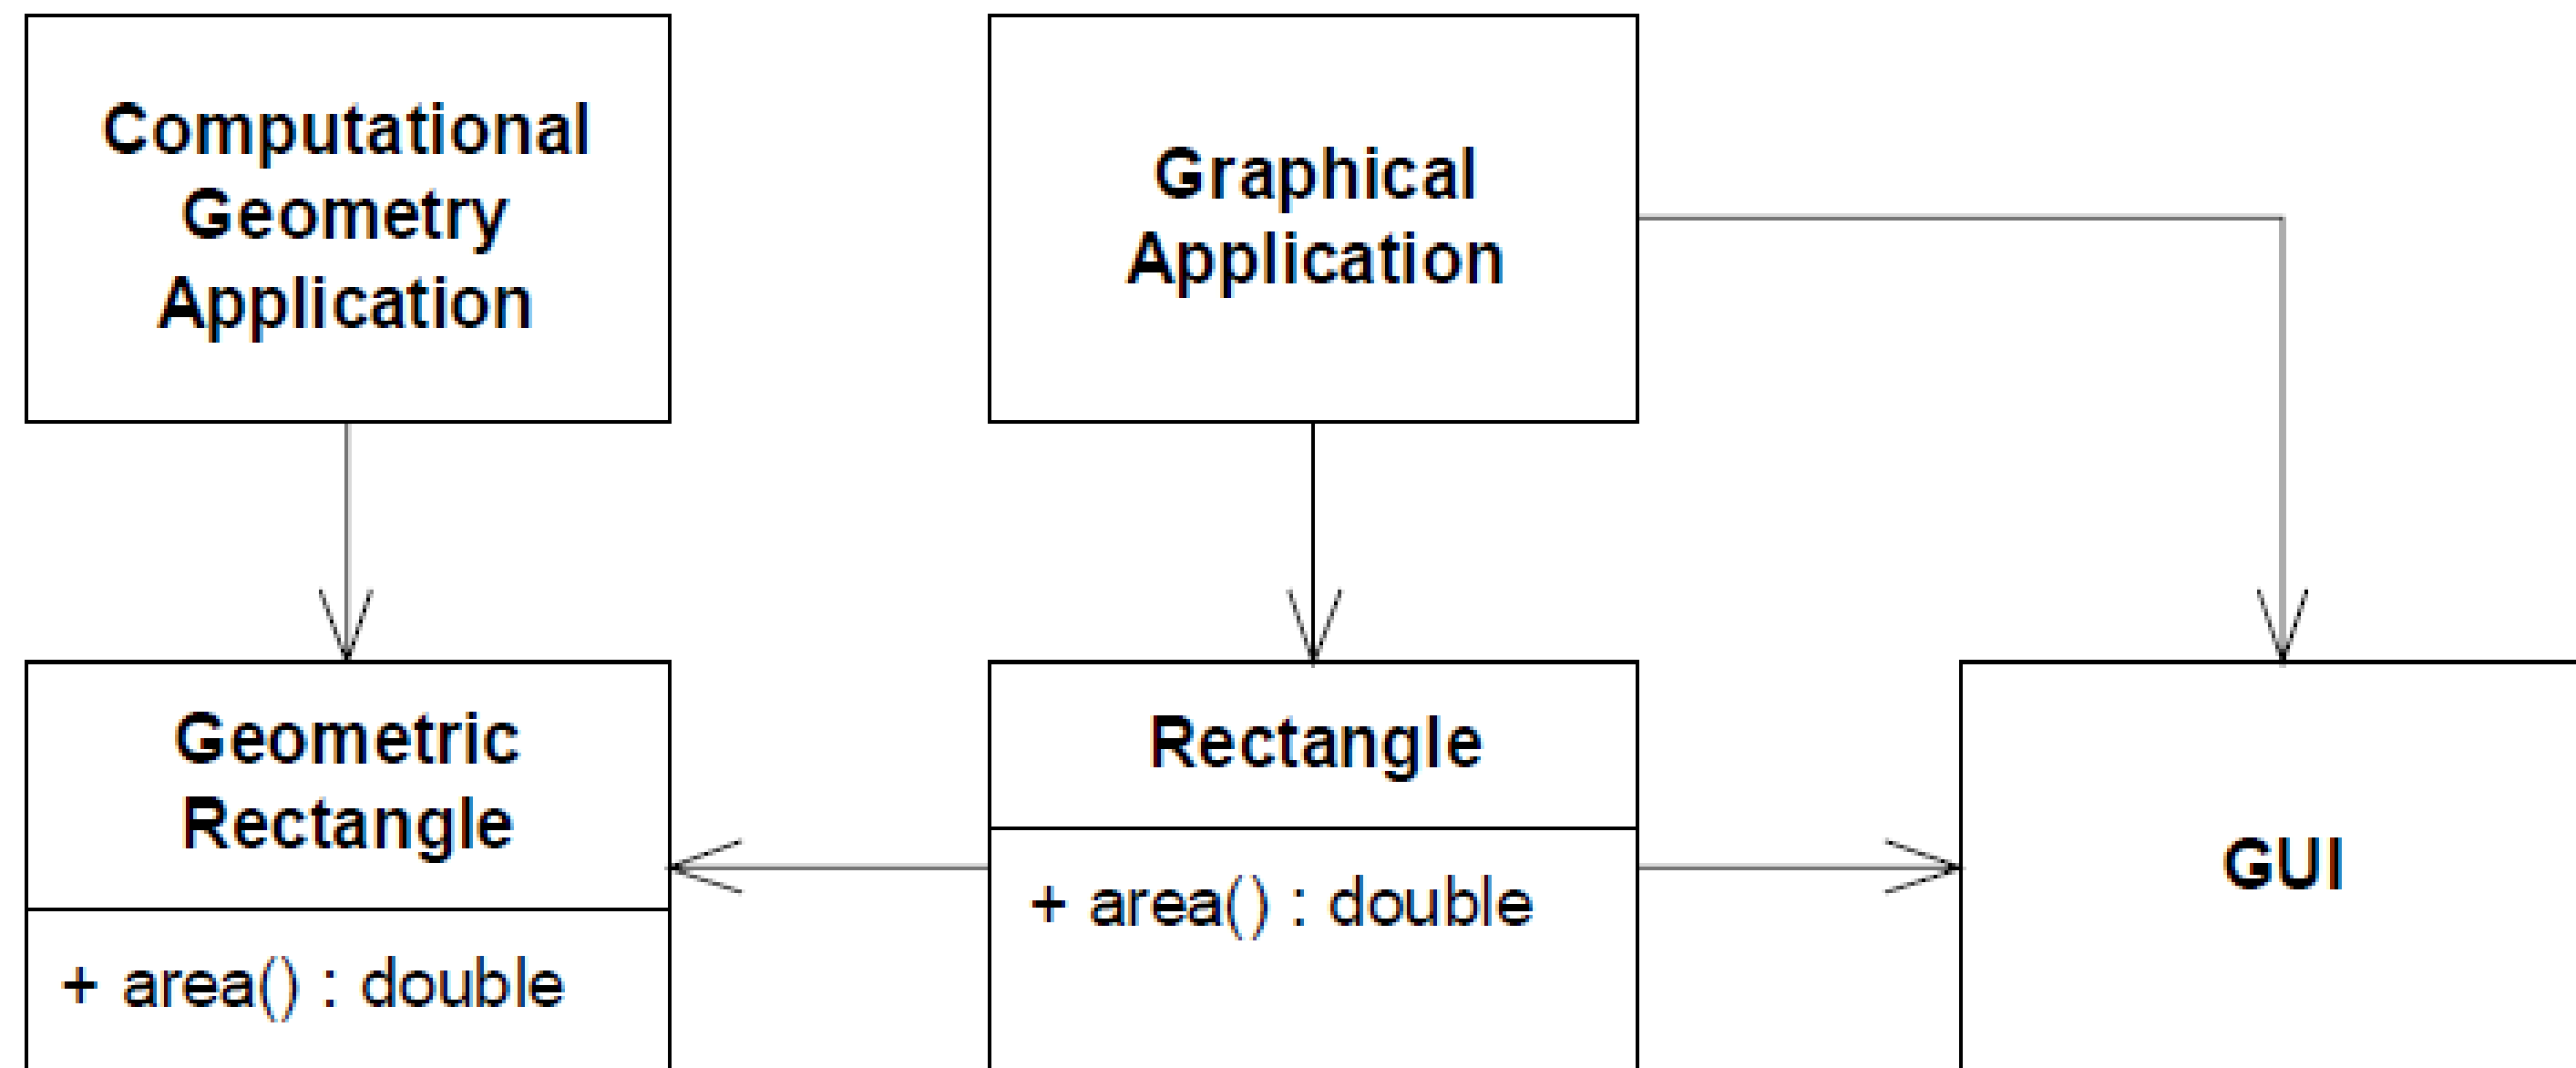 Computational
Geometry
Application
Graphical
Application
Geometric
Rectangle
+ area() : double
Rectangle
+ area() : double
GUI